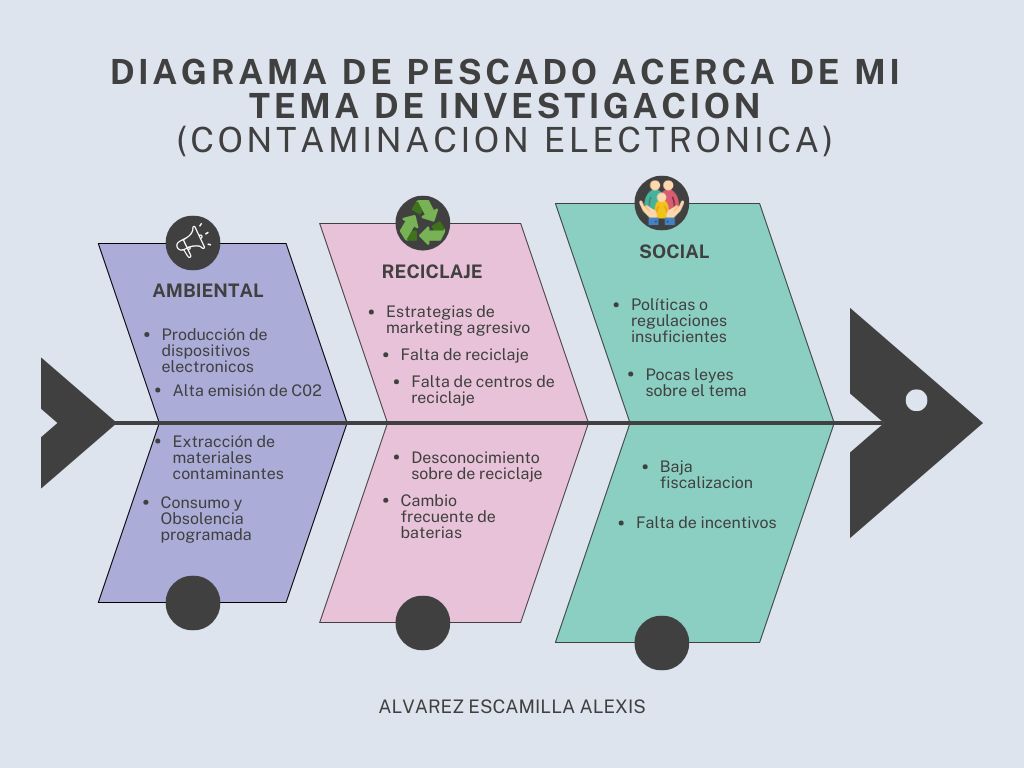 DIAGRAMA DE PESCADO ACERCA DE MI
TEMA DE INVESTIGACION
(CONTAMINACION ELECTRONICA)
AMBIENTAL
• Producción de
dispositivos
electronicos
• Alta emisión de C02
• Extracción de
materiales
contaminantes
• Consumo y
Obsolencia
programada
RECICLAJE
• Estrategias de
marketing agresivo
• Falta de reciclaje
• Falta de centros de
reciclaje
• Desconocimiento
sobre de reciclaje
• Cambio
frecuente de
baterias
SOCIAL
• Políticas o
regulaciones
insuficientes
• Pocas leyes
sobre el tema
• Baja
fiscalizacion
• Falta de incentivos
ALVAREZ ESCAMILLA ALEXIS